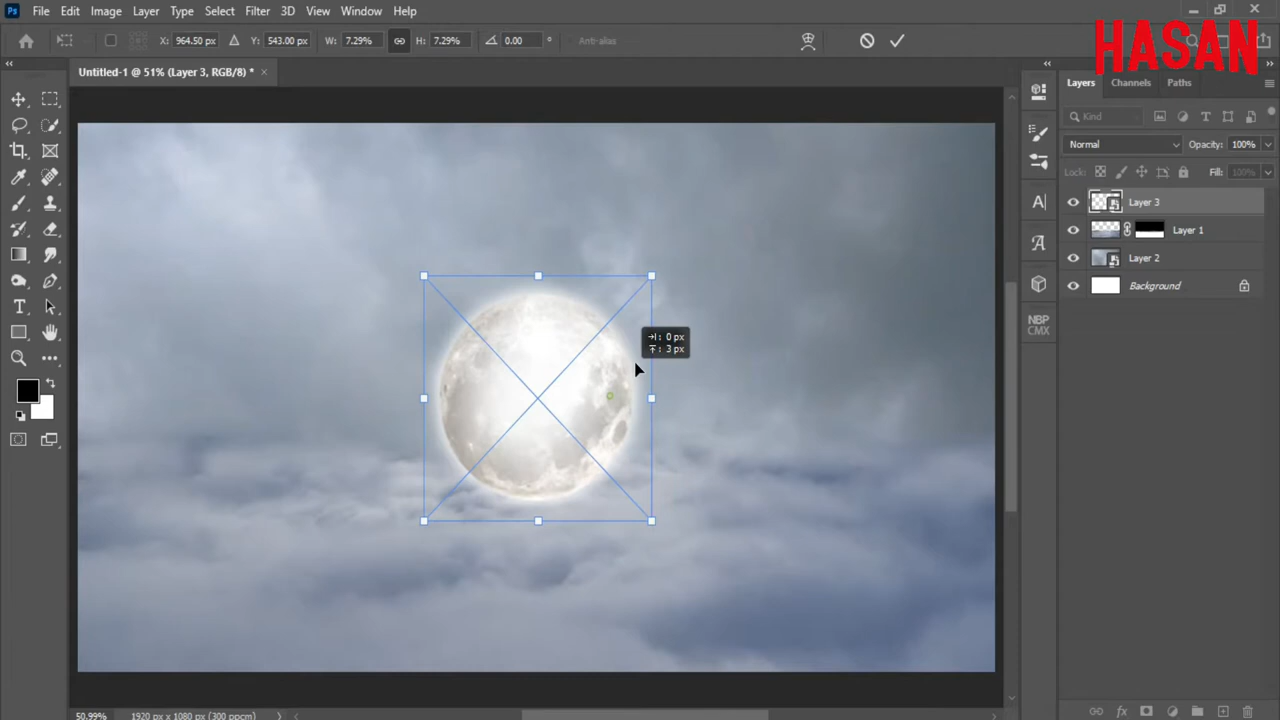 Ps File Edit Image Layer Type Select Filter 3D View Window Help
X: 964.50 px Y: 543.00 px W: 7.29% H: 7.29% 0.00 ° Anti-alias
HASAN
Untitled-1 @ 51% (Layer 3, RGB/8) * ×
Layers Channels Paths
Kind
Normal Opacity: 100%
Lock: Fill: 100%
Layer 3
Layer 1
Layer 2
Background
NBP
CMX
: 0 px
: 3 px
50.99% 1920 px x 1080 px (300 ppcm)